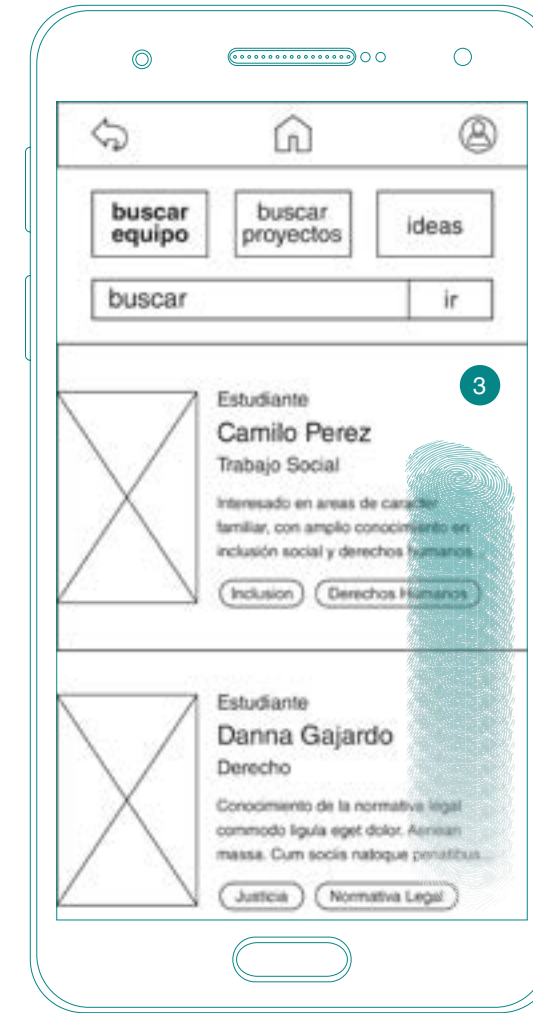 buscar
equipo
buscar
proyectos
ideas
buscar
ir
3
Estudiante
Camilo Perez
Trabajo Social
Interesado en areas de caracter
familiar, con amplio conocimiento en
inclusión social y derechos humanos...
Inclusion
Derechos Humanos
Estudiante
Danna Gajardo
Derecho
Conocimiento de la normativa legal
commodo ligula eget dolor. Aenean
massa. Cum sociis natoque penatibus...
Justicia
Normativa Legal